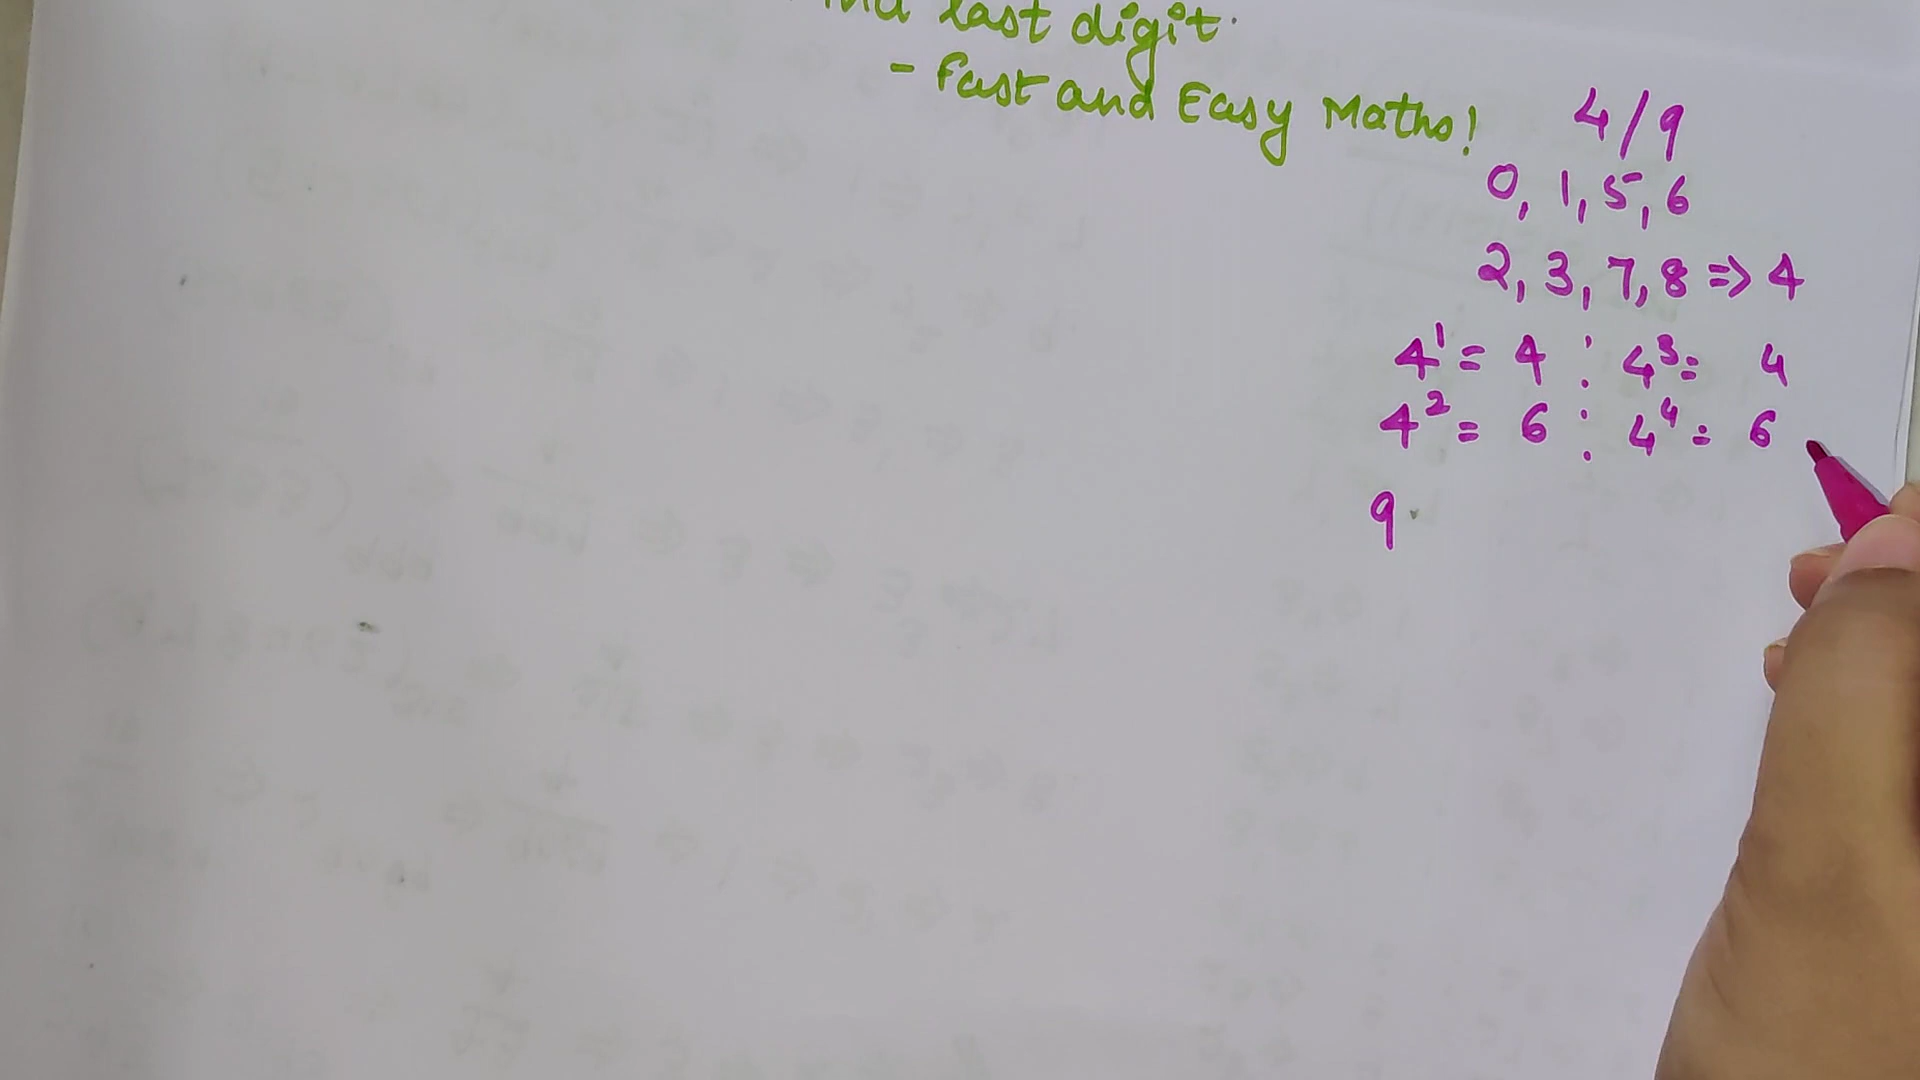 last digit.
- Fast and Easy Maths!
4/9
0, 1, 5, 6
2, 3, 7, 8 => 4
4¹ = 4 : 4³ = 4
4² = 6 : 4⁴ = 6
9